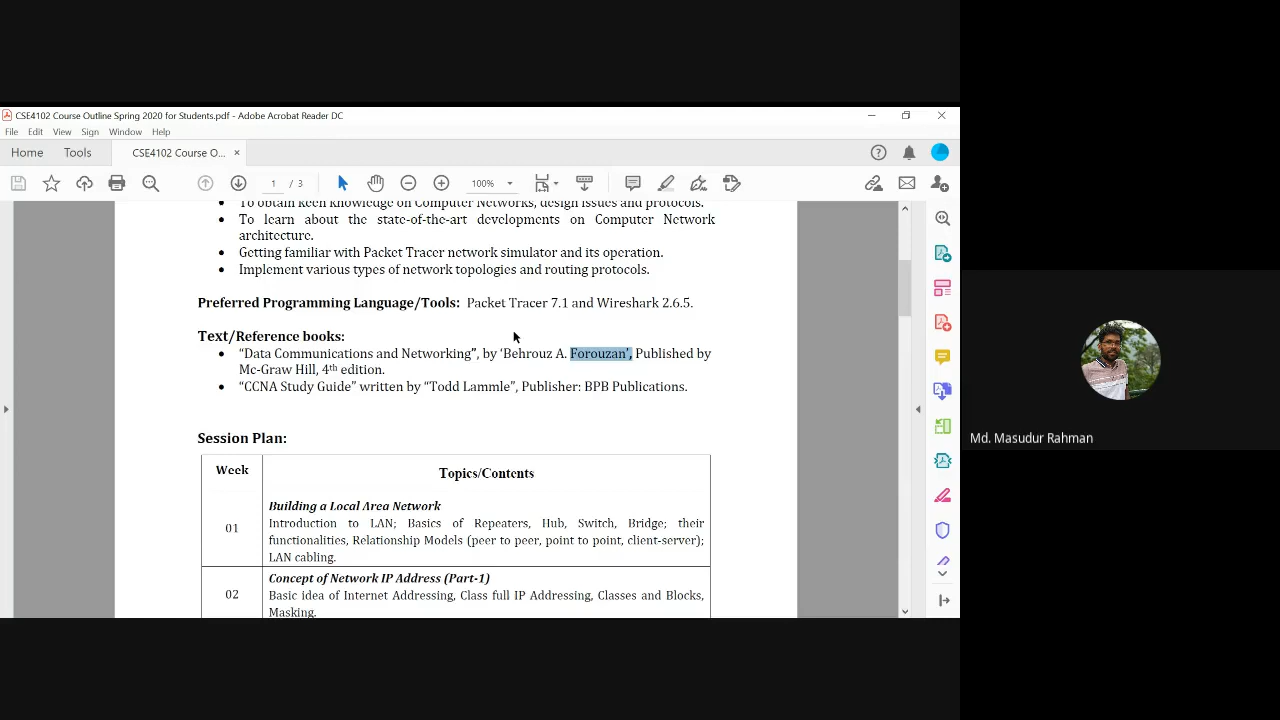 CSE4102 Course Outline Spring 2020 for Students.pdf - Adobe Acrobat Reader DC
File Edit View Sign Window Help
Home Tools CSE4102 Course O... ×
1 / 3 100%
• To obtain keen knowledge on Computer Networks, design issues and protocols.
• To learn about the state-of-the-art developments on Computer Network
architecture.
• Getting familiar with Packet Tracer network simulator and its operation.
• Implement various types of network topologies and routing protocols.
Preferred Programming Language/Tools: Packet Tracer 7.1 and Wireshark 2.6.5.
Text/Reference books:
• “Data Communications and Networking”, by ‘Behrouz A. Forouzan’, Published by
Mc-Graw Hill, 4th edition.
• “CCNA Study Guide” written by “Todd Lammle”, Publisher: BPB Publications.
Session Plan:
Week Topics/Contents
Building a Local Area Network
01 Introduction to LAN; Basics of Repeaters, Hub, Switch, Bridge; their
functionalities, Relationship Models (peer to peer, point to point, client-server);
LAN cabling.
Concept of Network IP Address (Part-1)
02 Basic idea of Internet Addressing, Class full IP Addressing, Classes and Blocks,
Masking.
Md. Masudur Rahman